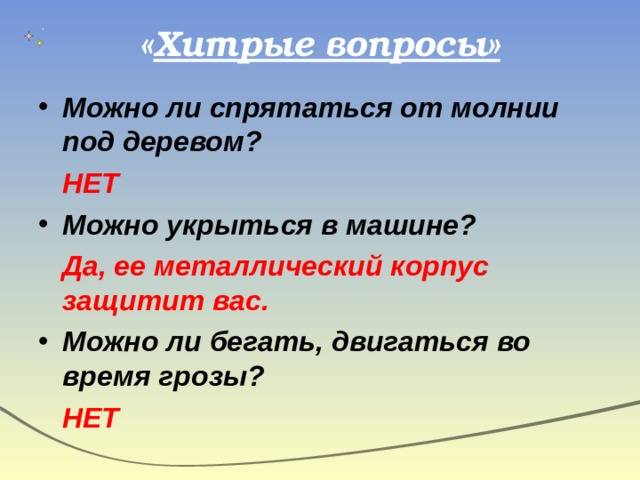 «Хитрые вопросы»
• Можно ли спрятаться от молнии
под деревом?
НЕТ
• Можно укрыться в машине?
Да, ее металлический корпус
защитит вас.
• Можно ли бегать, двигаться во
время грозы?
НЕТ